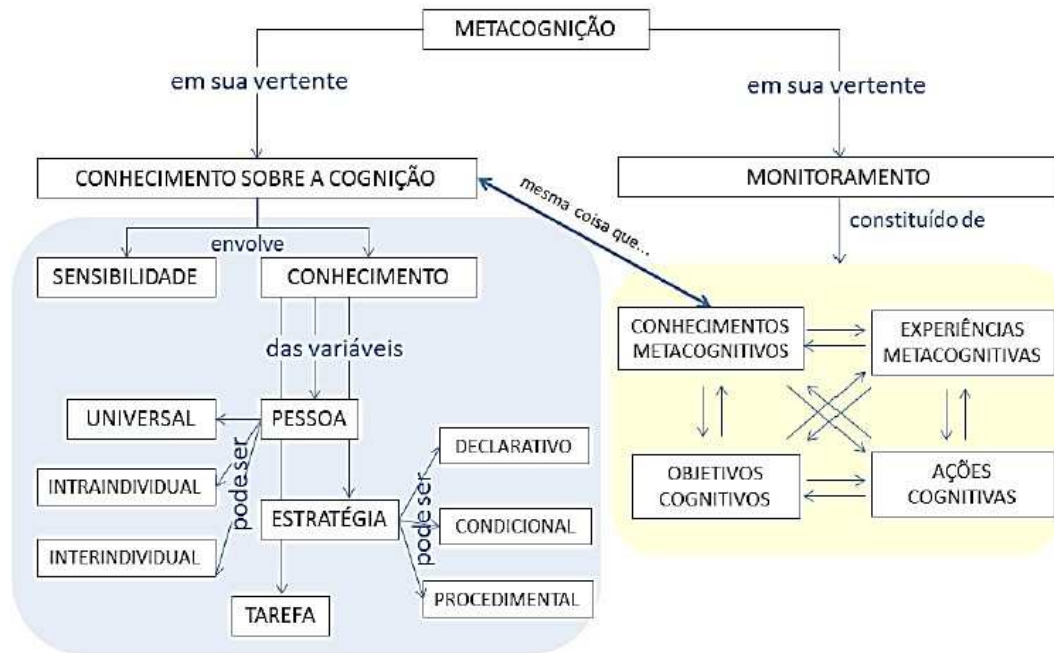 METACOGNIÇÃO
em sua vertente
em sua vertente
CONHECIMENTO SOBRE A COGNIÇÃO
MONITORAMENTO
mesma coisa que...
constituído de
envolve
SENSIBILIDADE
CONHECIMENTO
CONHECIMENTOS
METACOGNITIVOS
EXPERIÊNCIAS
METACOGNITIVAS
das variáveis
UNIVERSAL
PESSOA
DECLARATIVO
INTRAINDIVIDUAL
pode ser
OBJETIVOS
COGNITIVOS
AÇÕES
COGNITIVAS
ESTRATÉGIA
pode ser
CONDICIONAL
INTERINDIVIDUAL
TAREFA
PROCEDIMENTAL